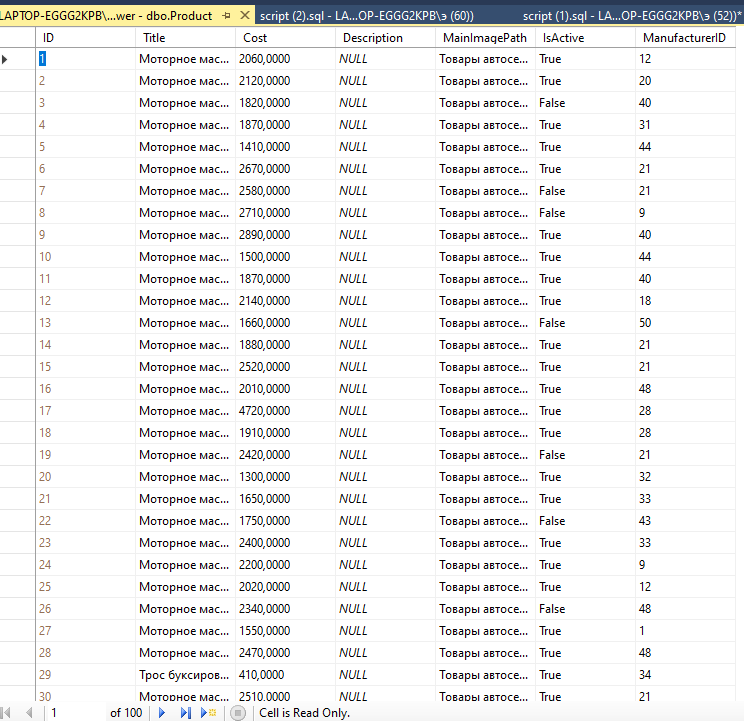 LAPTOP-EGGG2KPB\...wer - dbo.Product script (2).sql - LA...OP-EGGG2KPB\э (60)) script (1).sql - LA...OP-EGGG2KPB\э (52))*
ID Title Cost Description MainImagePath IsActive ManufacturerID
1 Моторное мас... 2060,0000 NULL Товары автосе... True 12
2 Моторное мас... 2120,0000 NULL Товары автосе... True 20
3 Моторное мас... 1820,0000 NULL Товары автосе... False 40
4 Моторное мас... 1870,0000 NULL Товары автосе... True 31
5 Моторное мас... 1410,0000 NULL Товары автосе... True 44
6 Моторное мас... 2670,0000 NULL Товары автосе... True 21
7 Моторное мас... 2580,0000 NULL Товары автосе... False 21
8 Моторное мас... 2710,0000 NULL Товары автосе... False 9
9 Моторное мас... 2890,0000 NULL Товары автосе... True 40
10 Моторное мас... 1500,0000 NULL Товары автосе... True 44
11 Моторное мас... 1870,0000 NULL Товары автосе... True 40
12 Моторное мас... 2140,0000 NULL Товары автосе... True 18
13 Моторное мас... 1660,0000 NULL Товары автосе... False 50
14 Моторное мас... 1880,0000 NULL Товары автосе... True 21
15 Моторное мас... 2520,0000 NULL Товары автосе... True 21
16 Моторное мас... 2010,0000 NULL Товары автосе... True 48
17 Моторное мас... 4720,0000 NULL Товары автосе... True 28
18 Моторное мас... 1910,0000 NULL Товары автосе... True 28
19 Моторное мас... 2420,0000 NULL Товары автосе... False 21
20 Моторное мас... 1300,0000 NULL Товары автосе... True 32
21 Моторное мас... 1650,0000 NULL Товары автосе... True 33
22 Моторное мас... 1750,0000 NULL Товары автосе... False 43
23 Моторное мас... 2400,0000 NULL Товары автосе... True 33
24 Моторное мас... 2200,0000 NULL Товары автосе... True 9
25 Моторное мас... 2020,0000 NULL Товары автосе... True 12
26 Моторное мас... 2340,0000 NULL Товары автосе... False 48
27 Моторное мас... 1550,0000 NULL Товары автосе... True 1
28 Моторное мас... 2470,0000 NULL Товары автосе... True 48
29 Трос буксиров... 410,0000 NULL Товары автосе... True 34
30 Моторное мас... 2510,0000 NULL Товары автосе... True 21
1 of 100 Cell is Read Only.